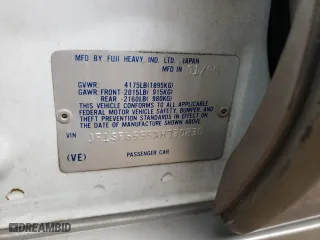 MFD BY FUJI HEAVY, IND. LTD. JAPAN
MFD IN
GVWR: 4175LB(1895KG)
GAWR:FRONT-2015LB( 915KG)
REAR -2160LB( 980KG)
THIS VEHICLE CONFORMS TO ALL APPLICABLE
FEDERAL MOTOR VEHICLE SAFETY, BUMPER, AND
THEFT PREVENTION STANDARDS IN EFFECT ON THE
DATE OF MANUFACTURE SHOWN ABOVE.
VIN
(VE) PASSENGER CAR